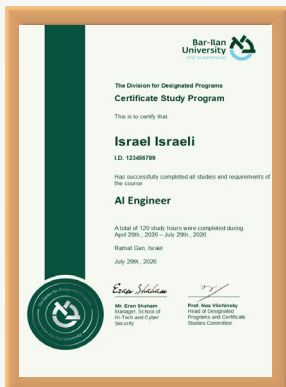 Bar-Ilan
University
The Division for Designated Programs
Certificate Study Program
This is to certify that
Israel Israeli
I.D. 123456789
Has successfully completed all studies and requirements of
the course
AI Engineer
A total of 120 study hours were completed during
April 29th., 2026 – July 29th., 2026
Ramat Gan, Israel
July 29th., 2026
Eran Shaham
Mr. Eran Shaham
Manager, School of
Hi-Tech and Cyber
Security
Prof. Noa Vilchinsky
Head of Designated
Programs and Certificate
Studies Committee